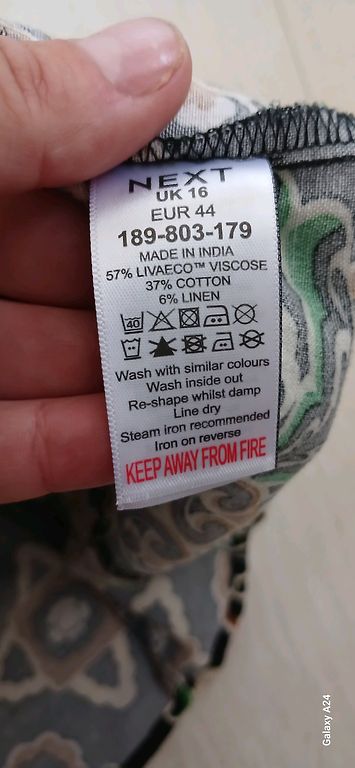 NEXT
UK 16
EUR 44
189-803-179
MADE IN INDIA
57% LIVAECO™ VISCOSE
37% COTTON
6% LINEN
40
Wash with similar colours
Wash inside out
Re-shape whilst damp
Line dry
Steam iron recommended
Iron on reverse
KEEP AWAY FROM FIRE
Galaxy A24